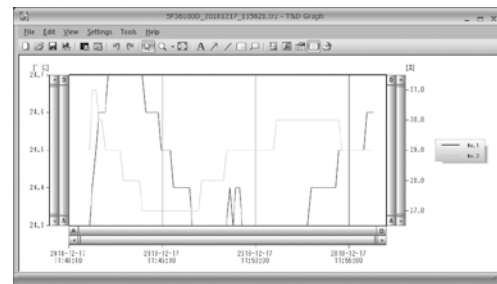 T&D Graph
File Edit View Settings Tools Help
[° C]
[%]
24.7
24.6
24.5
24.4
24.3
31.0
30.0
29.0
28.0
27.0
No.1
No.2
2018-12-17 2018-12-17 2018-12-17 2018-12-17
11:40:00 11:45:00 11:50:00 11:55:00